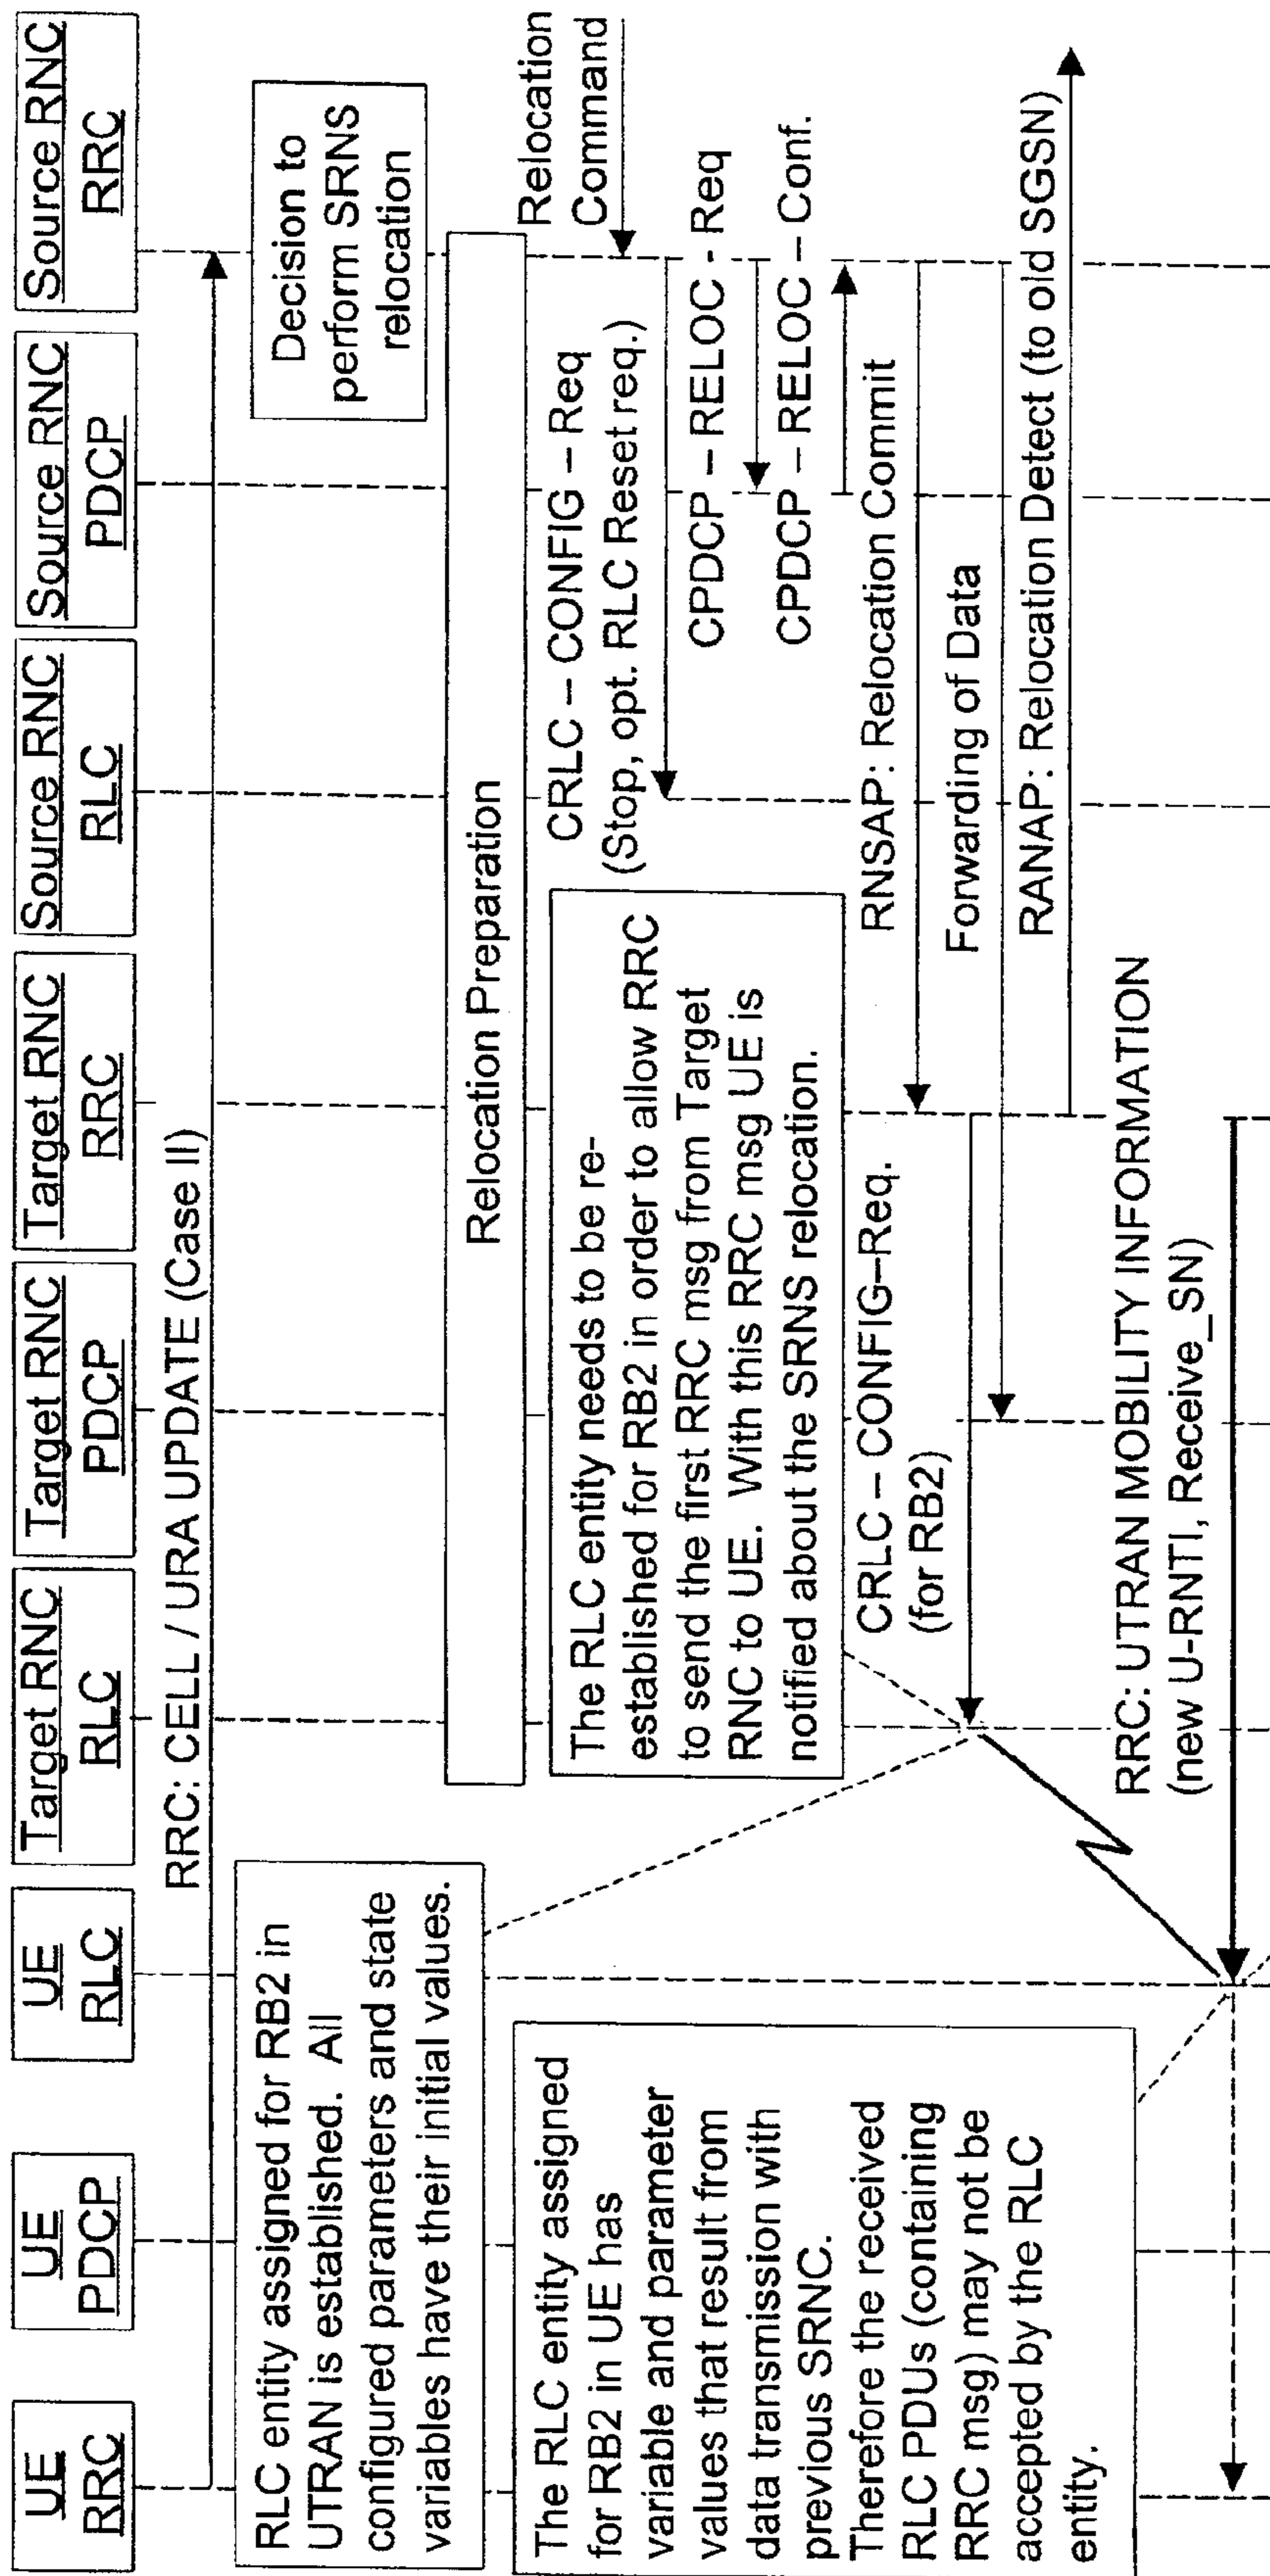 UE
RRC
UE
PDCP
UE
RLC
Target RNC
RLC
Target RNC
PDCP
Target RNC
RRC
Source RNC
RLC
Source RNC
PDCP
Source RNC
RRC
RRC: CELL / URA UPDATE (Case II)
Decision to
perform SRNS
relocation
RLC entity assigned for RB2 in
UTRAN is established. All
configured parameters and state
variables have their initial values.
Relocation Preparation
Relocation
Command
The RLC entity assigned
for RB2 in UE has
variable and parameter
values that result from
data transmission with
previous SRNC.
Therefore the received
RLC PDUs (containing
RRC msg) may not be
accepted by the RLC
entity.
The RLC entity needs to be re-
established for RB2 in order to allow RRC
to send the first RRC msg from Target
RNC to UE. With this RRC msg UE is
notified about the SRNS relocation.
CRLC – CONFIG – Req
(Stop, opt. RLC Reset req.)
CPDCP – RELOC - Req
CPDCP – RELOC – Conf.
RNSAP: Relocation Commit
CRLC – CONFIG–Req.
(for RB2)
Forwarding of Data
RANAP: Relocation Detect (to old SGSN)
RRC: UTRAN MOBILITY INFORMATION
(new U-RNTI, Receive_SN)